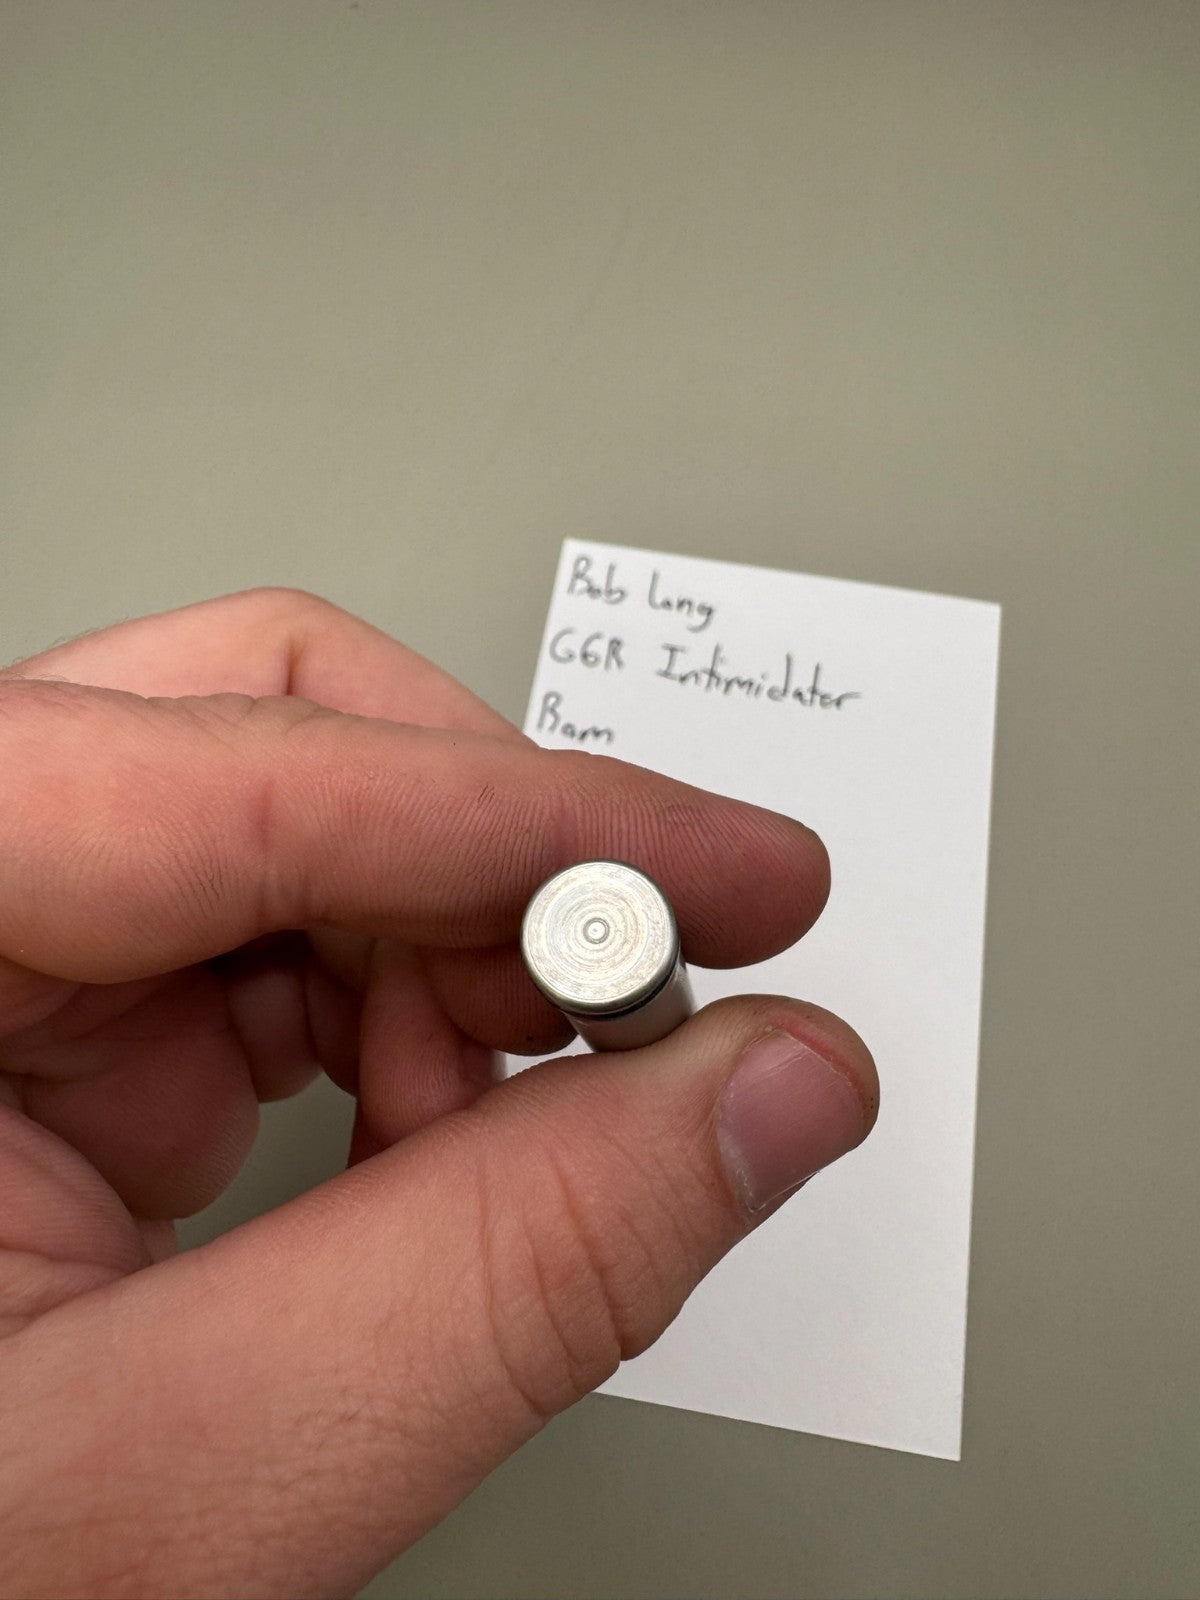 Bob Long
G6R Intimidator
Ram